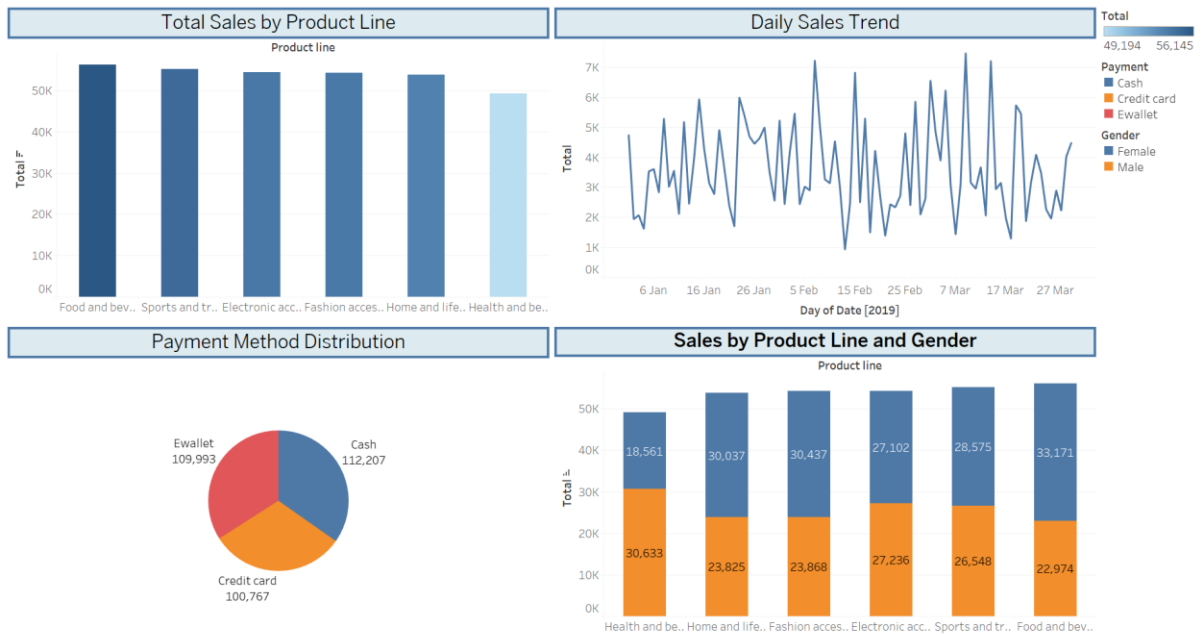 Total Sales by Product Line
Product line
Total
50K
40K
30K
20K
10K
0K
Food and bev.. Sports and tr.. Electronic acc.. Fashion acces.. Home and life.. Health and be..
Daily Sales Trend
Total
7K
6K
5K
4K
3K
2K
1K
0K
6 Jan 16 Jan 26 Jan 5 Feb 15 Feb 25 Feb 7 Mar 17 Mar 27 Mar
Day of Date [2019]
Total
49,194 56,145
Payment
Cash
Credit card
Ewallet
Gender
Female
Male
Payment Method Distribution
Ewallet
109,993
Cash
112,207
Credit card
100,767
Sales by Product Line and Gender
Product line
Total
50K
40K
30K
20K
10K
0K
18,561 30,037 30,437 27,102 28,575 33,171
30,633 23,825 23,868 27,236 26,548 22,974
Health and be.. Home and life.. Fashion acces.. Electronic acc.. Sports and tr.. Food and bev..